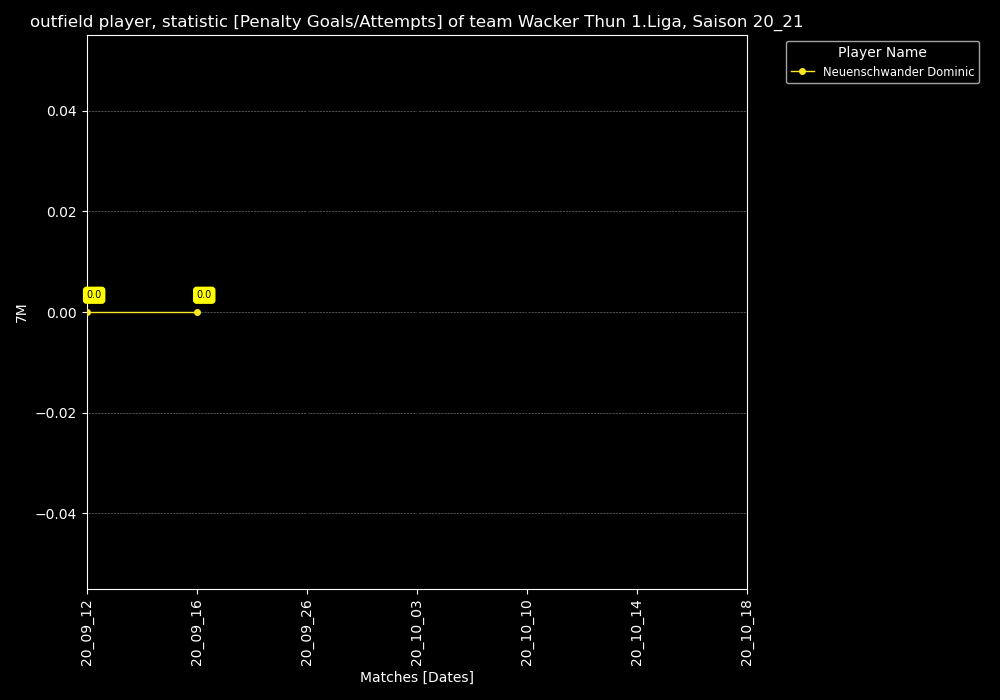 outfield player, statistic [Penalty Goals/Attempts] of team Wacker Thun 1.Liga, Saison 20_21
Player Name
Neuenschwander Dominic
0.04
0.02
0.00
−0.02
−0.04
7M
0.0
0.0
20_09_12
20_09_16
20_09_26
20_10_03
20_10_10
20_10_14
20_10_18
Matches [Dates]